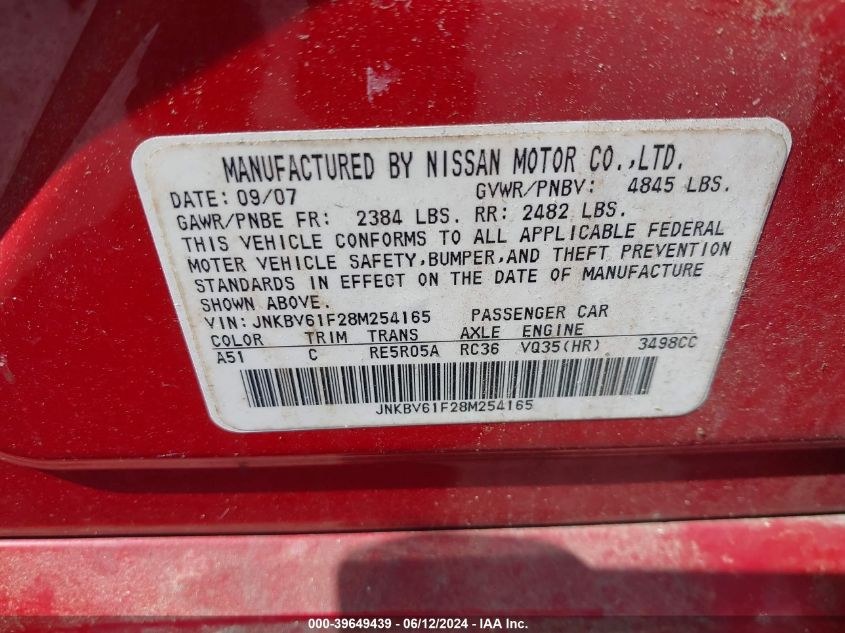 MANUFACTURED BY NISSAN MOTOR CO.,LTD.
DATE: 09/07 GVWR/PNBV: 4845 LBS.
GAWR/PNBE FR: 2384 LBS. RR: 2482 LBS.
THIS VEHICLE CONFORMS TO ALL APPLICABLE FEDERAL
MOTER VEHICLE SAFETY,BUMPER,AND THEFT PREVENTION
STANDARDS IN EFFECT ON THE DATE OF MANUFACTURE
SHOWN ABOVE.
VIN: JNKBV61F28M254165 PASSENGER CAR
COLOR TRIM TRANS AXLE ENGINE
A51 C RE5R05A RC36 VQ35(HR) 3498CC
JNKBV61F28M254165
000-39649439 - 06/12/2024 - IAA Inc.